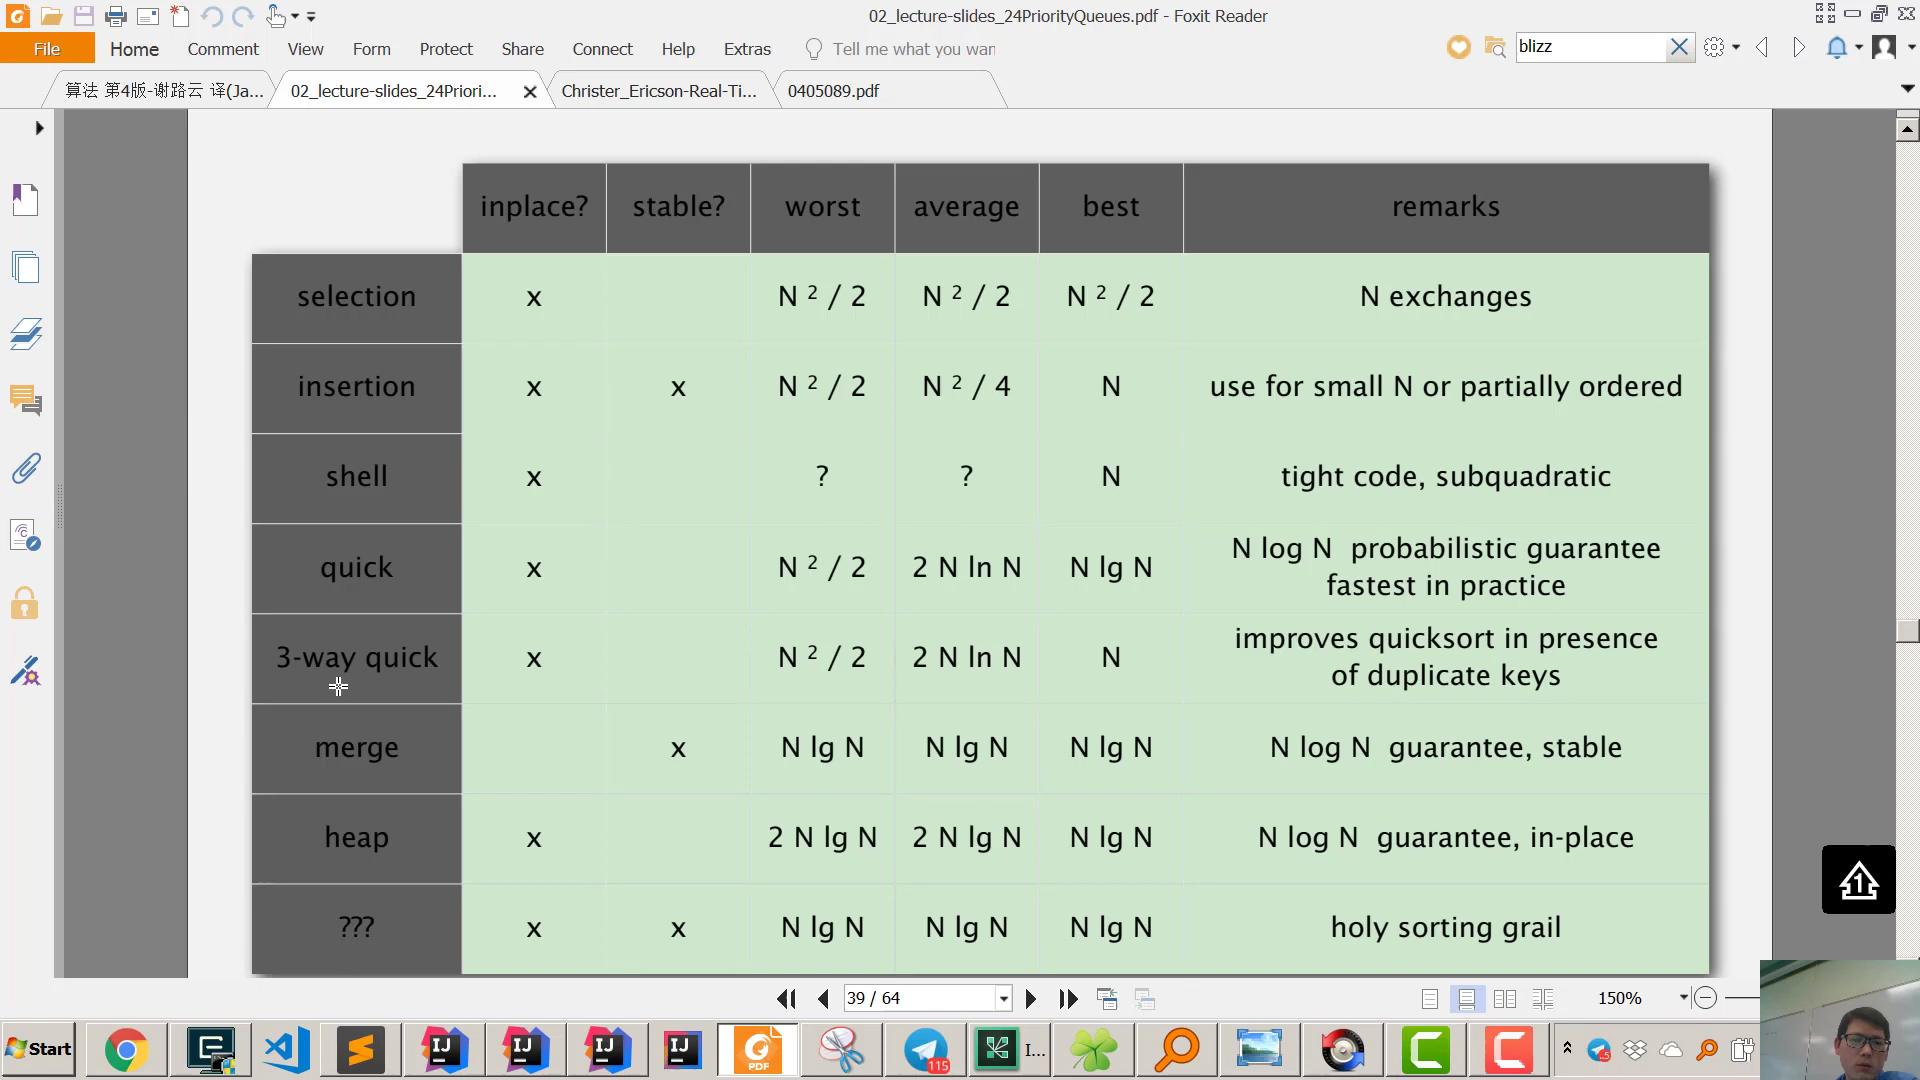 02_lecture-slides_24PriorityQueues.pdf - Foxit Reader
File Home Comment View Form Protect Share Connect Help Extras Tell me what you wan blizz
算法 第4版-谢路云 译(Ja... 02_lecture-slides_24Priori... Christer_Ericson-Real-Ti... 0405089.pdf
inplace? stable? worst average best remarks
selection x N ² / 2 N ² / 2 N ² / 2 N exchanges
insertion x x N ² / 2 N ² / 4 N use for small N or partially ordered
shell x ? ? N tight code, subquadratic
quick x N ² / 2 2 N ln N N lg N N log N probabilistic guarantee
fastest in practice
3-way quick x N ² / 2 2 N ln N N improves quicksort in presence
of duplicate keys
merge x N lg N N lg N N lg N N log N guarantee, stable
heap x 2 N lg N 2 N lg N N lg N N log N guarantee, in-place
??? x x N lg N N lg N N lg N holy sorting grail
1
39 / 64 150%
Start IJ IJ IJ IJ PDF 115 I... 5